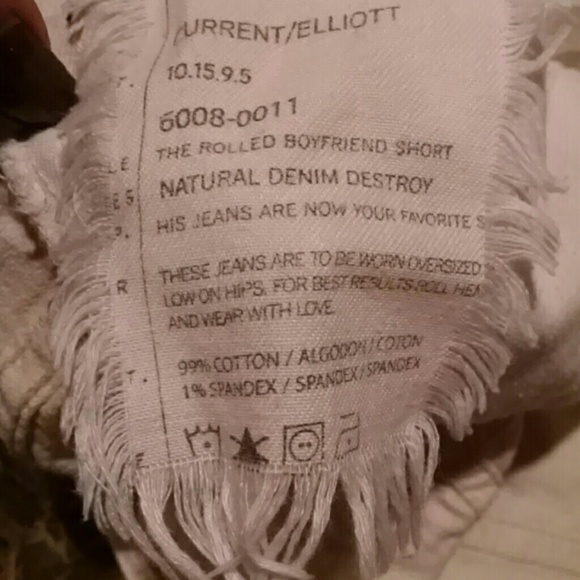 CURRENT/ELLIOTT
10.15.9.5
6008-0011
THE ROLLED BOYFRIEND SHORT
NATURAL DENIM DESTROY
HIS JEANS ARE NOW YOUR FAVORITE S
THESE JEANS ARE TO BE WORN OVERSIZED
LOW ON HIPS. FOR BEST RESULTS ROLL HEM
AND WEAR WITH LOVE.
99% COTTON / ALGODON / COTON
1% SPANDEX / SPANDEX / SPANDEX